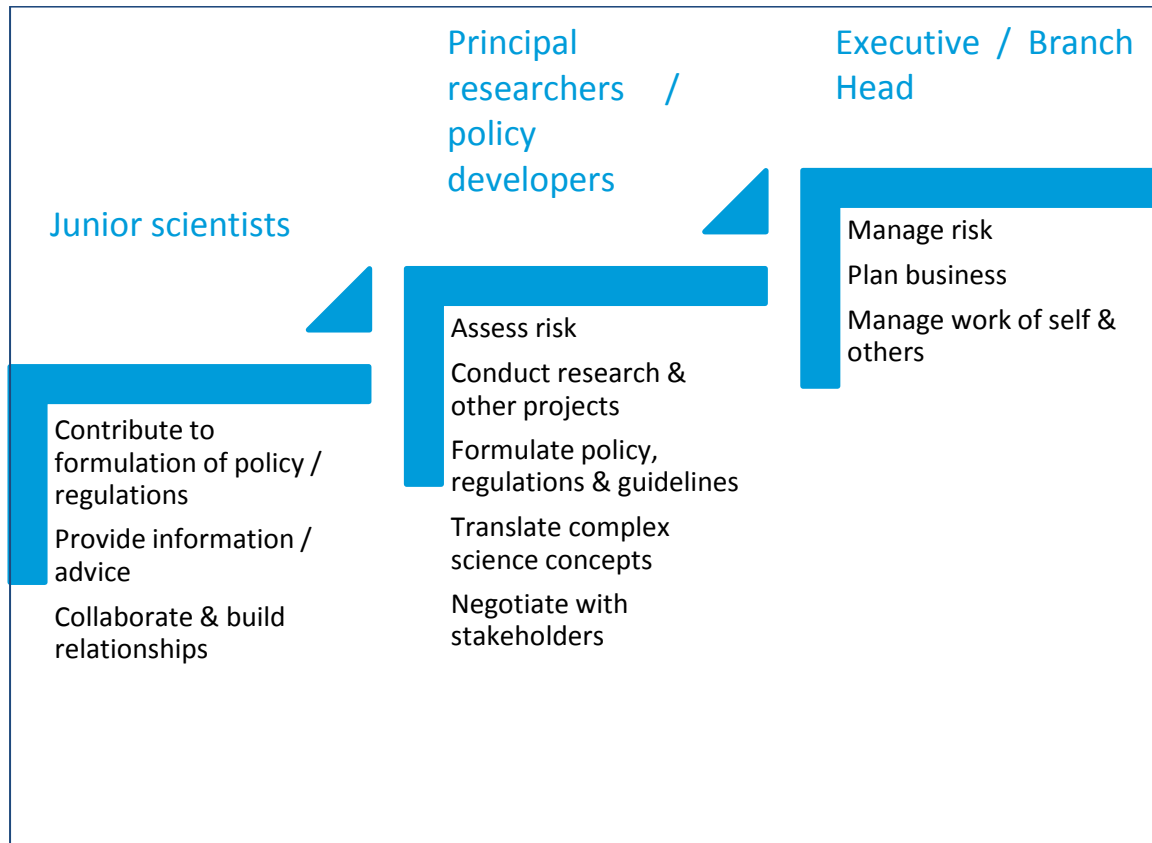 Junior scientists
Contribute to
formulation of policy /
regulations
Provide information /
advice
Collaborate & build
relationships
Principal
researchers /
policy
developers
Assess risk
Conduct research &
other projects
Formulate policy,
regulations & guidelines
Translate complex
science concepts
Negotiate with
stakeholders
Executive / Branch
Head
Manage risk
Plan business
Manage work of self &
others